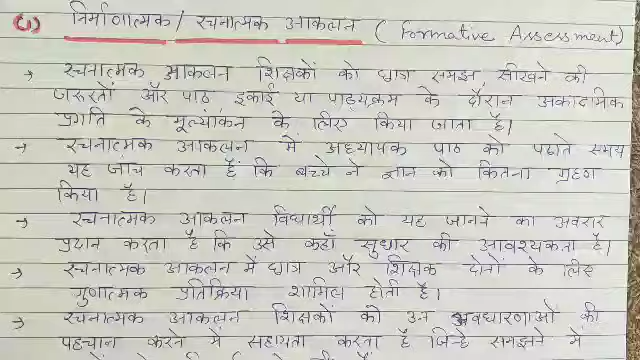 (1) निर्माणात्मक / रचनात्मक आकलन ( Formative Assessment)
→ रचनात्मक आकलन शिक्षकों को छात्र समझ, सीखने की
जरूरतों और पाठ इकाई या पाठ्यक्रम के दौरान अकादमिक
प्रगति के मूल्यांकन के लिए किया जाता है।
→ रचनात्मक आकलन में अध्यापक पाठ को पढ़ाते समय
यह जांच करता है कि बच्चे ने ज्ञान को कितना ग्रहण
किया है।
→ रचनात्मक आकलन विद्यार्थी को यह जानने का अवसर
प्रदान करता है कि उसे कहाँ सुधार की आवश्यकता है।
→ रचनात्मक आकलन में छात्र और शिक्षक दोनों के लिए
गुणात्मक प्रतिक्रिया शामिल होती है।
→ रचनात्मक आकलन शिक्षकों को उन अवधारणाओं की
पहचान करने में सहायता करता है जिन्हे समझने में